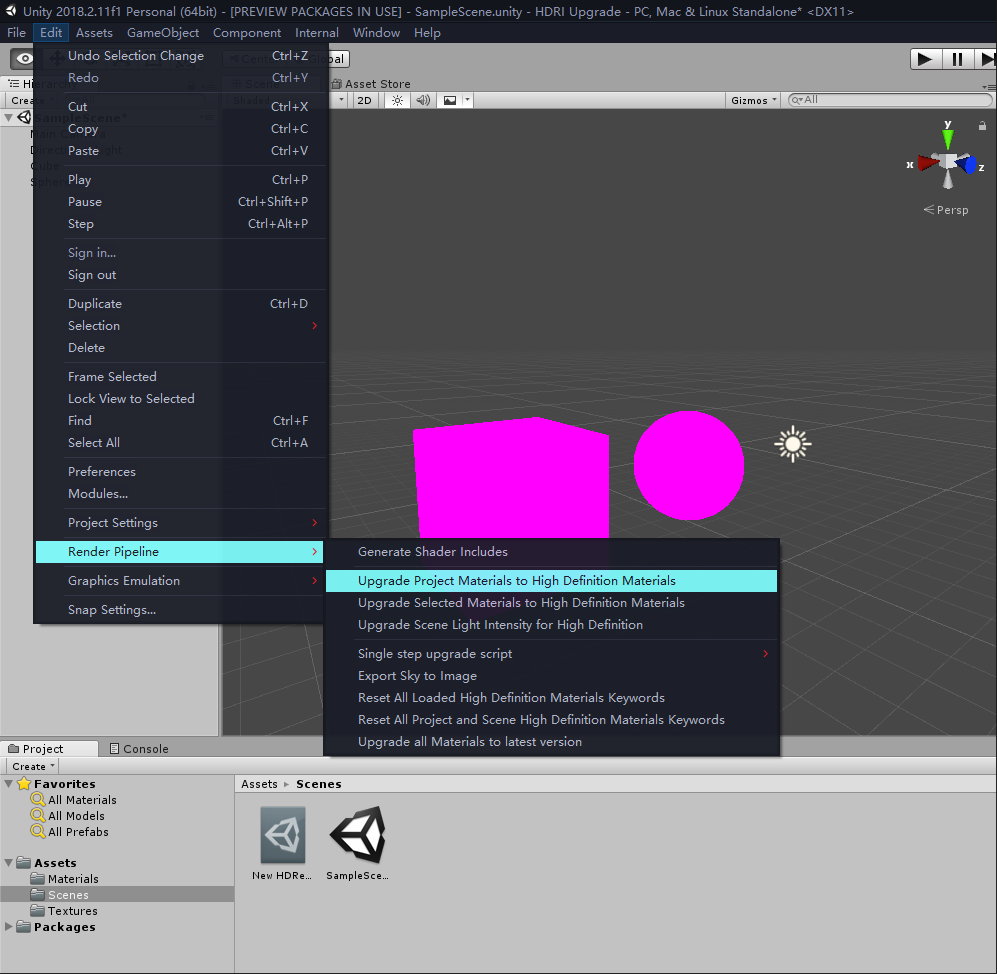 Unity 2018.2.11f1 Personal (64bit) - [PREVIEW PACKAGES IN USE] - SampleScene.unity - HDRI Upgrade - PC, Mac & Linux Standalone* <DX11>
File Edit Assets GameObject Component Internal Window Help
Undo Selection Change Ctrl+Z
Redo Ctrl+Y
Cut Ctrl+X
Copy Ctrl+C
Paste Ctrl+V
Play Ctrl+P
Pause Ctrl+Shift+P
Step Ctrl+Alt+P
Sign in...
Sign out
Duplicate Ctrl+D
Selection
Delete
Frame Selected
Lock View to Selected
Find Ctrl+F
Select All Ctrl+A
Preferences
Modules...
Project Settings
Render Pipeline
Graphics Emulation
Snap Settings...
Asset Store
2D
Gizmos
All
y
x
z
Persp
Generate Shader Includes
Upgrade Project Materials to High Definition Materials
Upgrade Selected Materials to High Definition Materials
Upgrade Scene Light Intensity for High Definition
Single step upgrade script
Export Sky to Image
Reset All Loaded High Definition Materials Keywords
Reset All Project and Scene High Definition Materials Keywords
Upgrade all Materials to latest version
Project Console
Create
Favorites
All Materials
All Models
All Prefabs
Assets
Materials
Scenes
Textures
Packages
Assets Scenes
New HDRe...
SampleSce...